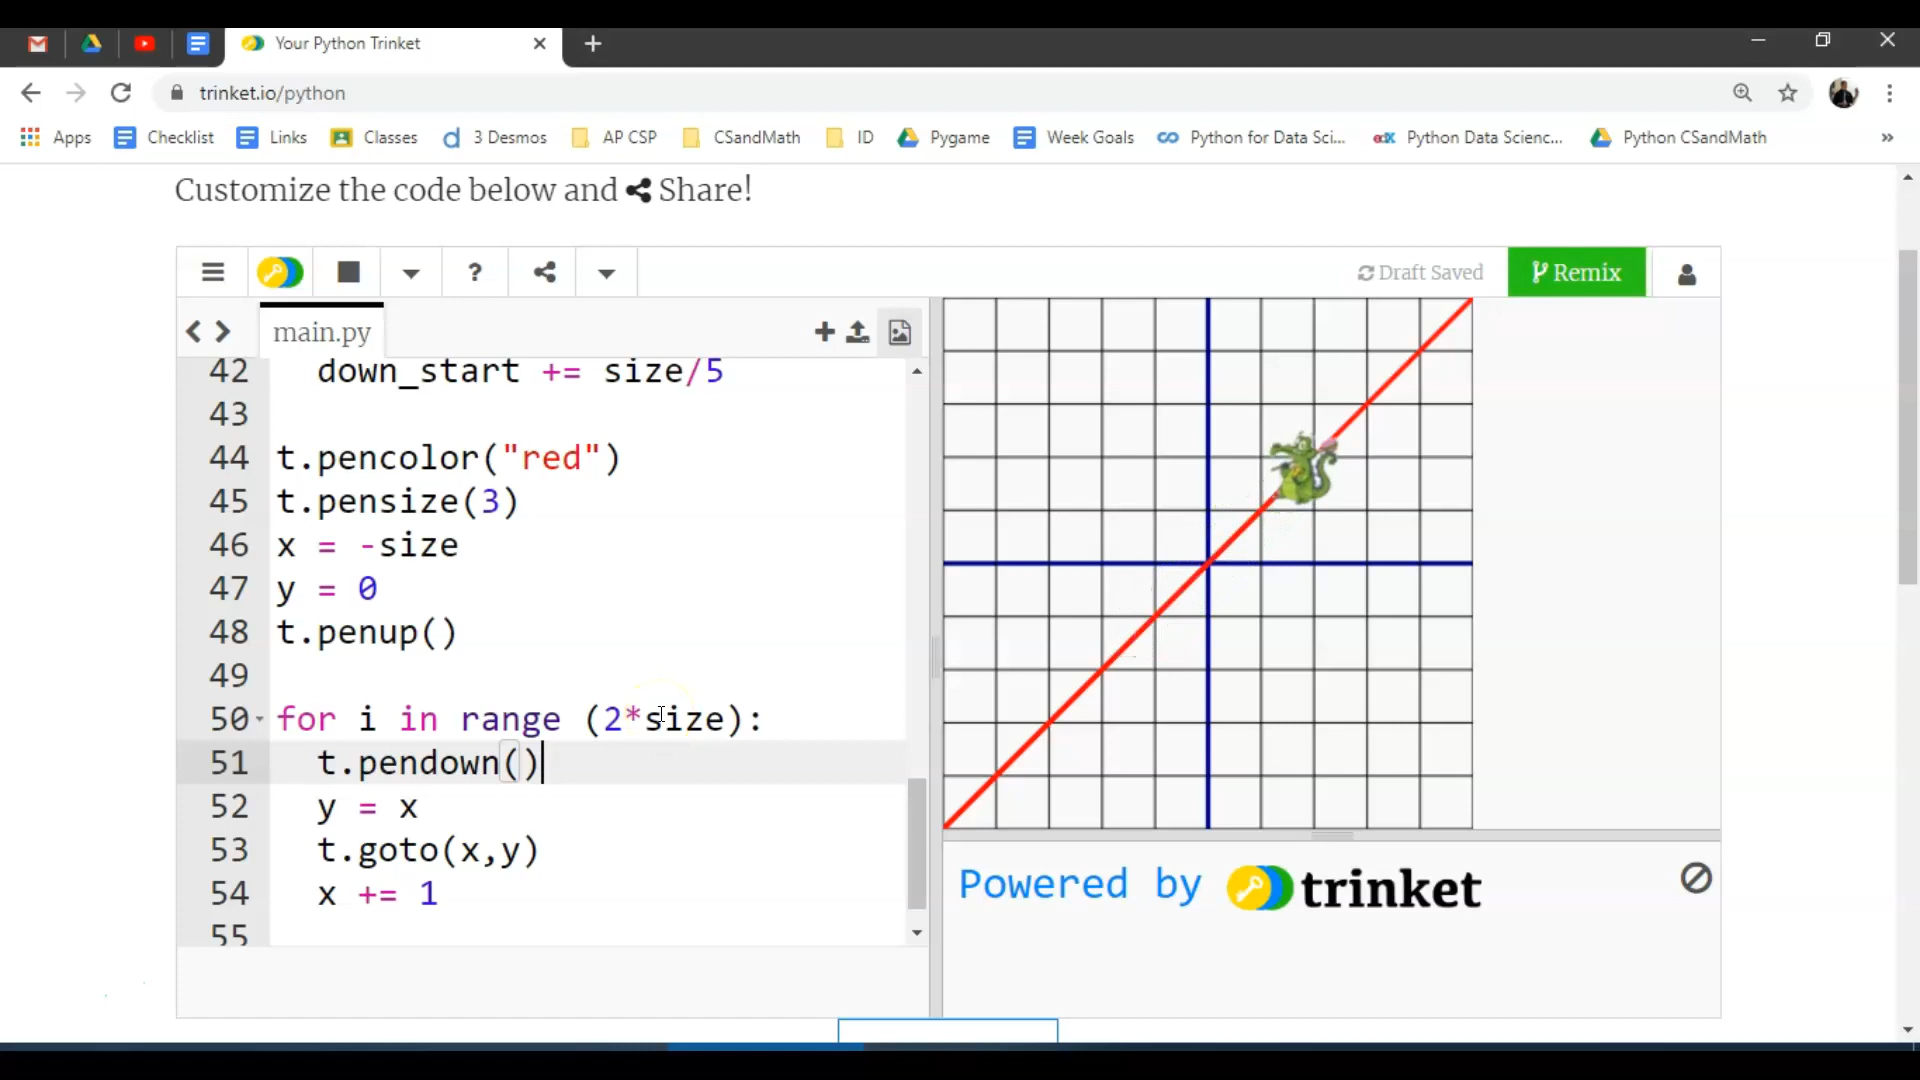 Your Python Trinket
trinket.io/python
Apps Checklist Links Classes 3 Desmos AP CSP CSandMath ID Pygame Week Goals Python for Data Sci... edX Python Data Scienc... Python CSandMath »
Customize the code below and Share!
? Draft Saved Remix
main.py
42 down_start += size/5
43
44 t.pencolor("red")
45 t.pensize(3)
46 x = -size
47 y = 0
48 t.penup()
49
50 for i in range (2*size):
51 t.pendown()
52 y = x
53 t.goto(x,y)
54 x += 1
55
Powered by trinket